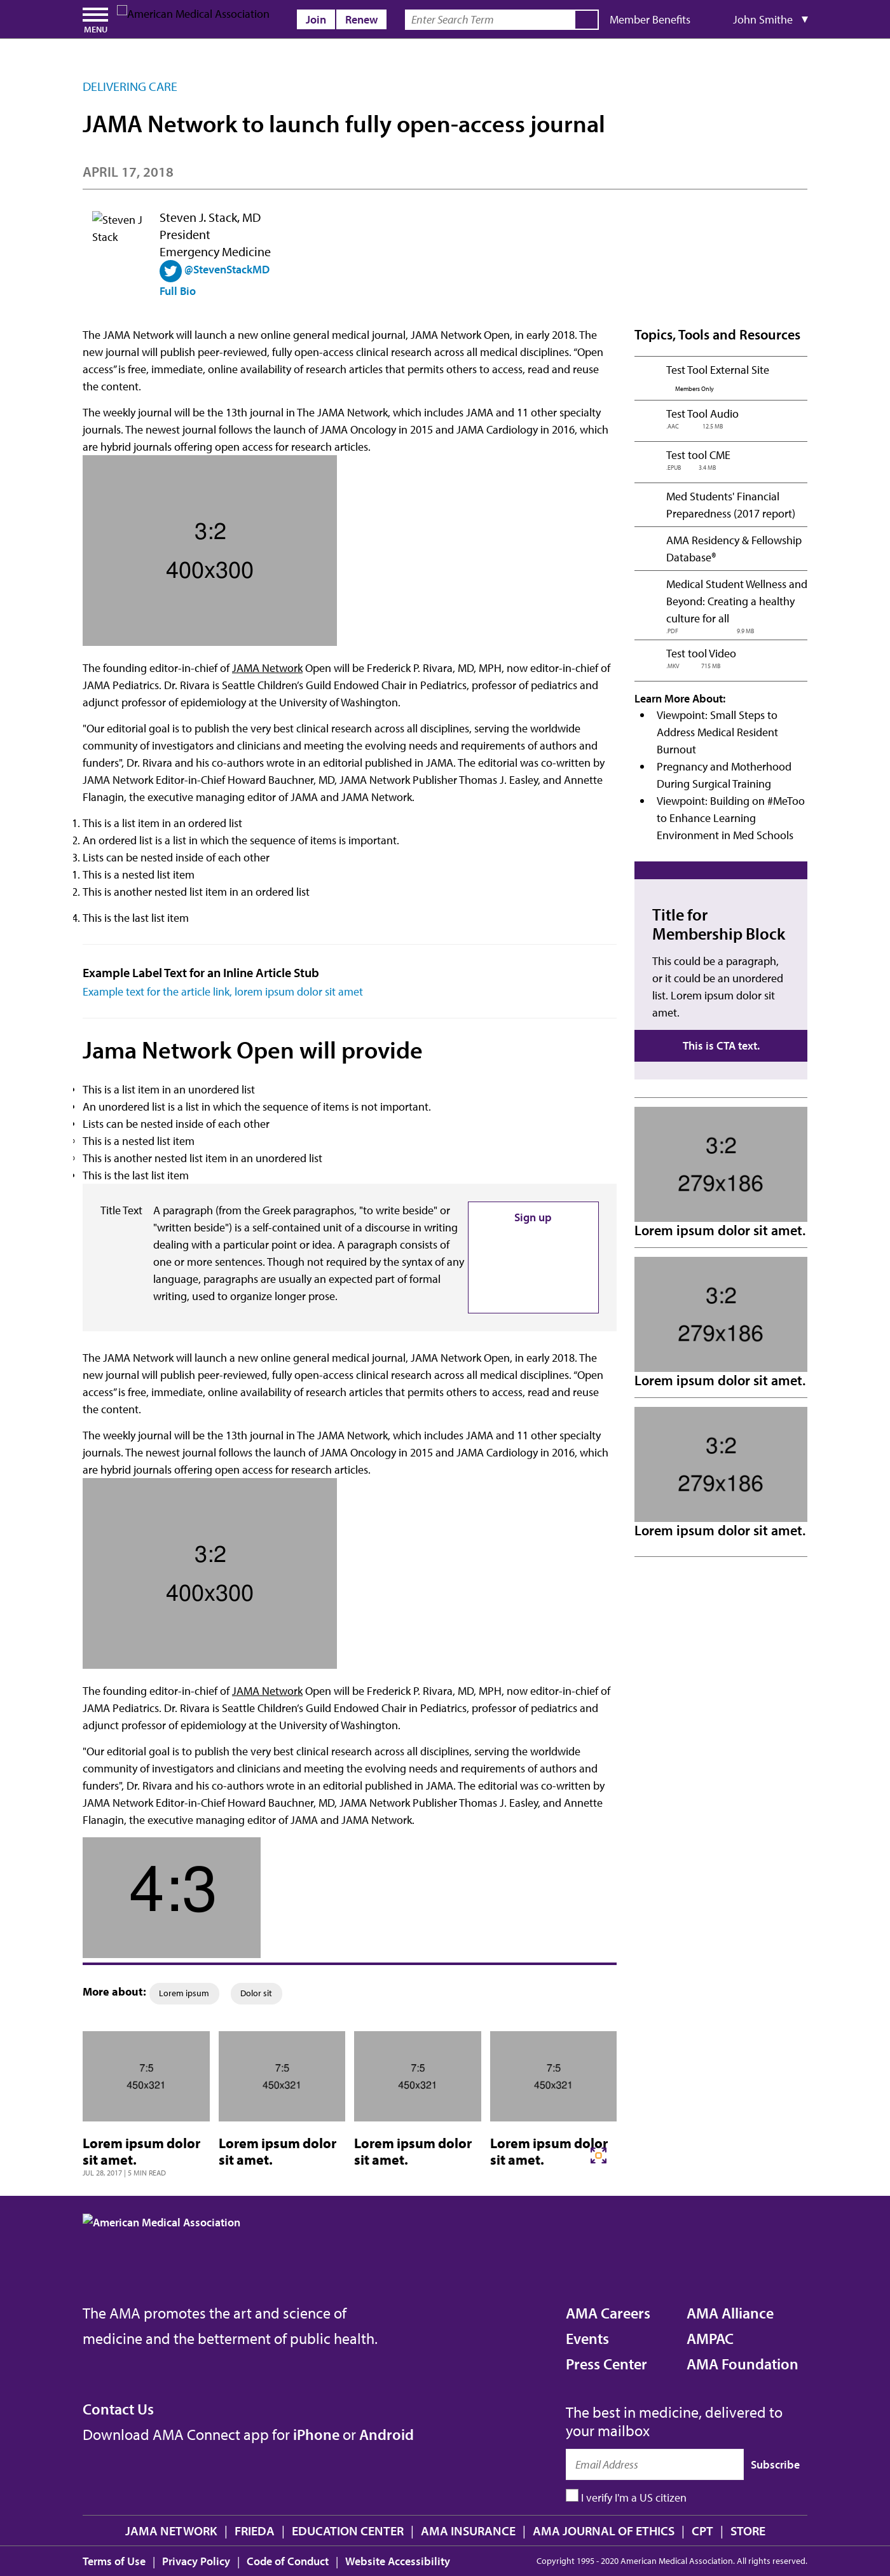 MENU
American Medical Association
Join
Renew
Enter Search Term
Member Benefits
John Smithe ▼
DELIVERING CARE
JAMA Network to launch fully open-access journal
APRIL 17, 2018
Steven J
Stack
Steven J. Stack, MD
President
Emergency Medicine
@StevenStackMD
Full Bio
The JAMA Network will launch a new online general medical journal, JAMA Network Open, in early 2018. The
new journal will publish peer-reviewed, fully open-access clinical research across all medical disciplines. “Open
access” is free, immediate, online availability of research articles that permits others to access, read and reuse
the content.
The weekly journal will be the 13th journal in The JAMA Network, which includes JAMA and 11 other specialty
journals. The newest journal follows the launch of JAMA Oncology in 2015 and JAMA Cardiology in 2016, which
are hybrid journals offering open access for research articles.
3:2
400x300
The founding editor-in-chief of JAMA Network Open will be Frederick P. Rivara, MD, MPH, now editor-in-chief of
JAMA Pediatrics. Dr. Rivara is Seattle Children’s Guild Endowed Chair in Pediatrics, professor of pediatrics and
adjunct professor of epidemiology at the University of Washington.
"Our editorial goal is to publish the very best clinical research across all disciplines, serving the worldwide
community of investigators and clinicians and meeting the evolving needs and requirements of authors and
funders", Dr. Rivara and his co-authors wrote in an editorial published in JAMA. The editorial was co-written by
JAMA Network Editor-in-Chief Howard Bauchner, MD, JAMA Network Publisher Thomas J. Easley, and Annette
Flanagin, the executive managing editor of JAMA and JAMA Network.
1. This is a list item in an ordered list
2. An ordered list is a list in which the sequence of items is important.
3. Lists can be nested inside of each other
1. This is a nested list item
2. This is another nested list item in an ordered list
4. This is the last list item
Example Label Text for an Inline Article Stub
Example text for the article link, lorem ipsum dolor sit amet
Jama Network Open will provide
This is a list item in an unordered list
An unordered list is a list in which the sequence of items is not important.
Lists can be nested inside of each other
This is a nested list item
This is another nested list item in an unordered list
This is the last list item
Title Text
A paragraph (from the Greek paragraphos, "to write beside" or
"written beside") is a self-contained unit of a discourse in writing
dealing with a particular point or idea. A paragraph consists of
one or more sentences. Though not required by the syntax of any
language, paragraphs are usually an expected part of formal
writing, used to organize longer prose.
Sign up
The JAMA Network will launch a new online general medical journal, JAMA Network Open, in early 2018. The
new journal will publish peer-reviewed, fully open-access clinical research across all medical disciplines. “Open
access” is free, immediate, online availability of research articles that permits others to access, read and reuse
the content.
The weekly journal will be the 13th journal in The JAMA Network, which includes JAMA and 11 other specialty
journals. The newest journal follows the launch of JAMA Oncology in 2015 and JAMA Cardiology in 2016, which
are hybrid journals offering open access for research articles.
3:2
400x300
The founding editor-in-chief of JAMA Network Open will be Frederick P. Rivara, MD, MPH, now editor-in-chief of
JAMA Pediatrics. Dr. Rivara is Seattle Children’s Guild Endowed Chair in Pediatrics, professor of pediatrics and
adjunct professor of epidemiology at the University of Washington.
"Our editorial goal is to publish the very best clinical research across all disciplines, serving the worldwide
community of investigators and clinicians and meeting the evolving needs and requirements of authors and
funders", Dr. Rivara and his co-authors wrote in an editorial published in JAMA. The editorial was co-written by
JAMA Network Editor-in-Chief Howard Bauchner, MD, JAMA Network Publisher Thomas J. Easley, and Annette
Flanagin, the executive managing editor of JAMA and JAMA Network.
4:3
More about: Lorem ipsum Dolor sit
7:5
450x321
Lorem ipsum dolor
sit amet.
JUL 28, 2017 | 5 MIN READ
7:5
450x321
Lorem ipsum dolor
sit amet.
7:5
450x321
Lorem ipsum dolor
sit amet.
7:5
450x321
Lorem ipsum dolor
sit amet.
Topics, Tools and Resources
Test Tool External Site
Members Only
Test Tool Audio
.AAC 12.5 MB
Test tool CME
.EPUB 3.4 MB
Med Students' Financial
Preparedness (2017 report)
AMA Residency & Fellowship
Database®
Medical Student Wellness and
Beyond: Creating a healthy
culture for all
.PDF 9.9 MB
Test tool Video
.MKV 715 MB
Learn More About:
Viewpoint: Small Steps to
Address Medical Resident
Burnout
Pregnancy and Motherhood
During Surgical Training
Viewpoint: Building on #MeToo
to Enhance Learning
Environment in Med Schools
Title for
Membership Block
This could be a paragraph,
or it could be an unordered
list. Lorem ipsum dolor sit
amet.
This is CTA text.
3:2
279x186
Lorem ipsum dolor sit amet.
3:2
279x186
Lorem ipsum dolor sit amet.
3:2
279x186
Lorem ipsum dolor sit amet.
American Medical Association
The AMA promotes the art and science of
medicine and the betterment of public health.
AMA Careers
Events
Press Center
AMA Alliance
AMPAC
AMA Foundation
Contact Us
Download AMA Connect app for iPhone or Android
The best in medicine, delivered to
your mailbox
Email Address
Subscribe
I verify I'm a US citizen
JAMA NETWORK | FRIEDA | EDUCATION CENTER | AMA INSURANCE | AMA JOURNAL OF ETHICS | CPT | STORE
Terms of Use | Privacy Policy | Code of Conduct | Website Accessibility
Copyright 1995 - 2020 American Medical Association. All rights reserved.